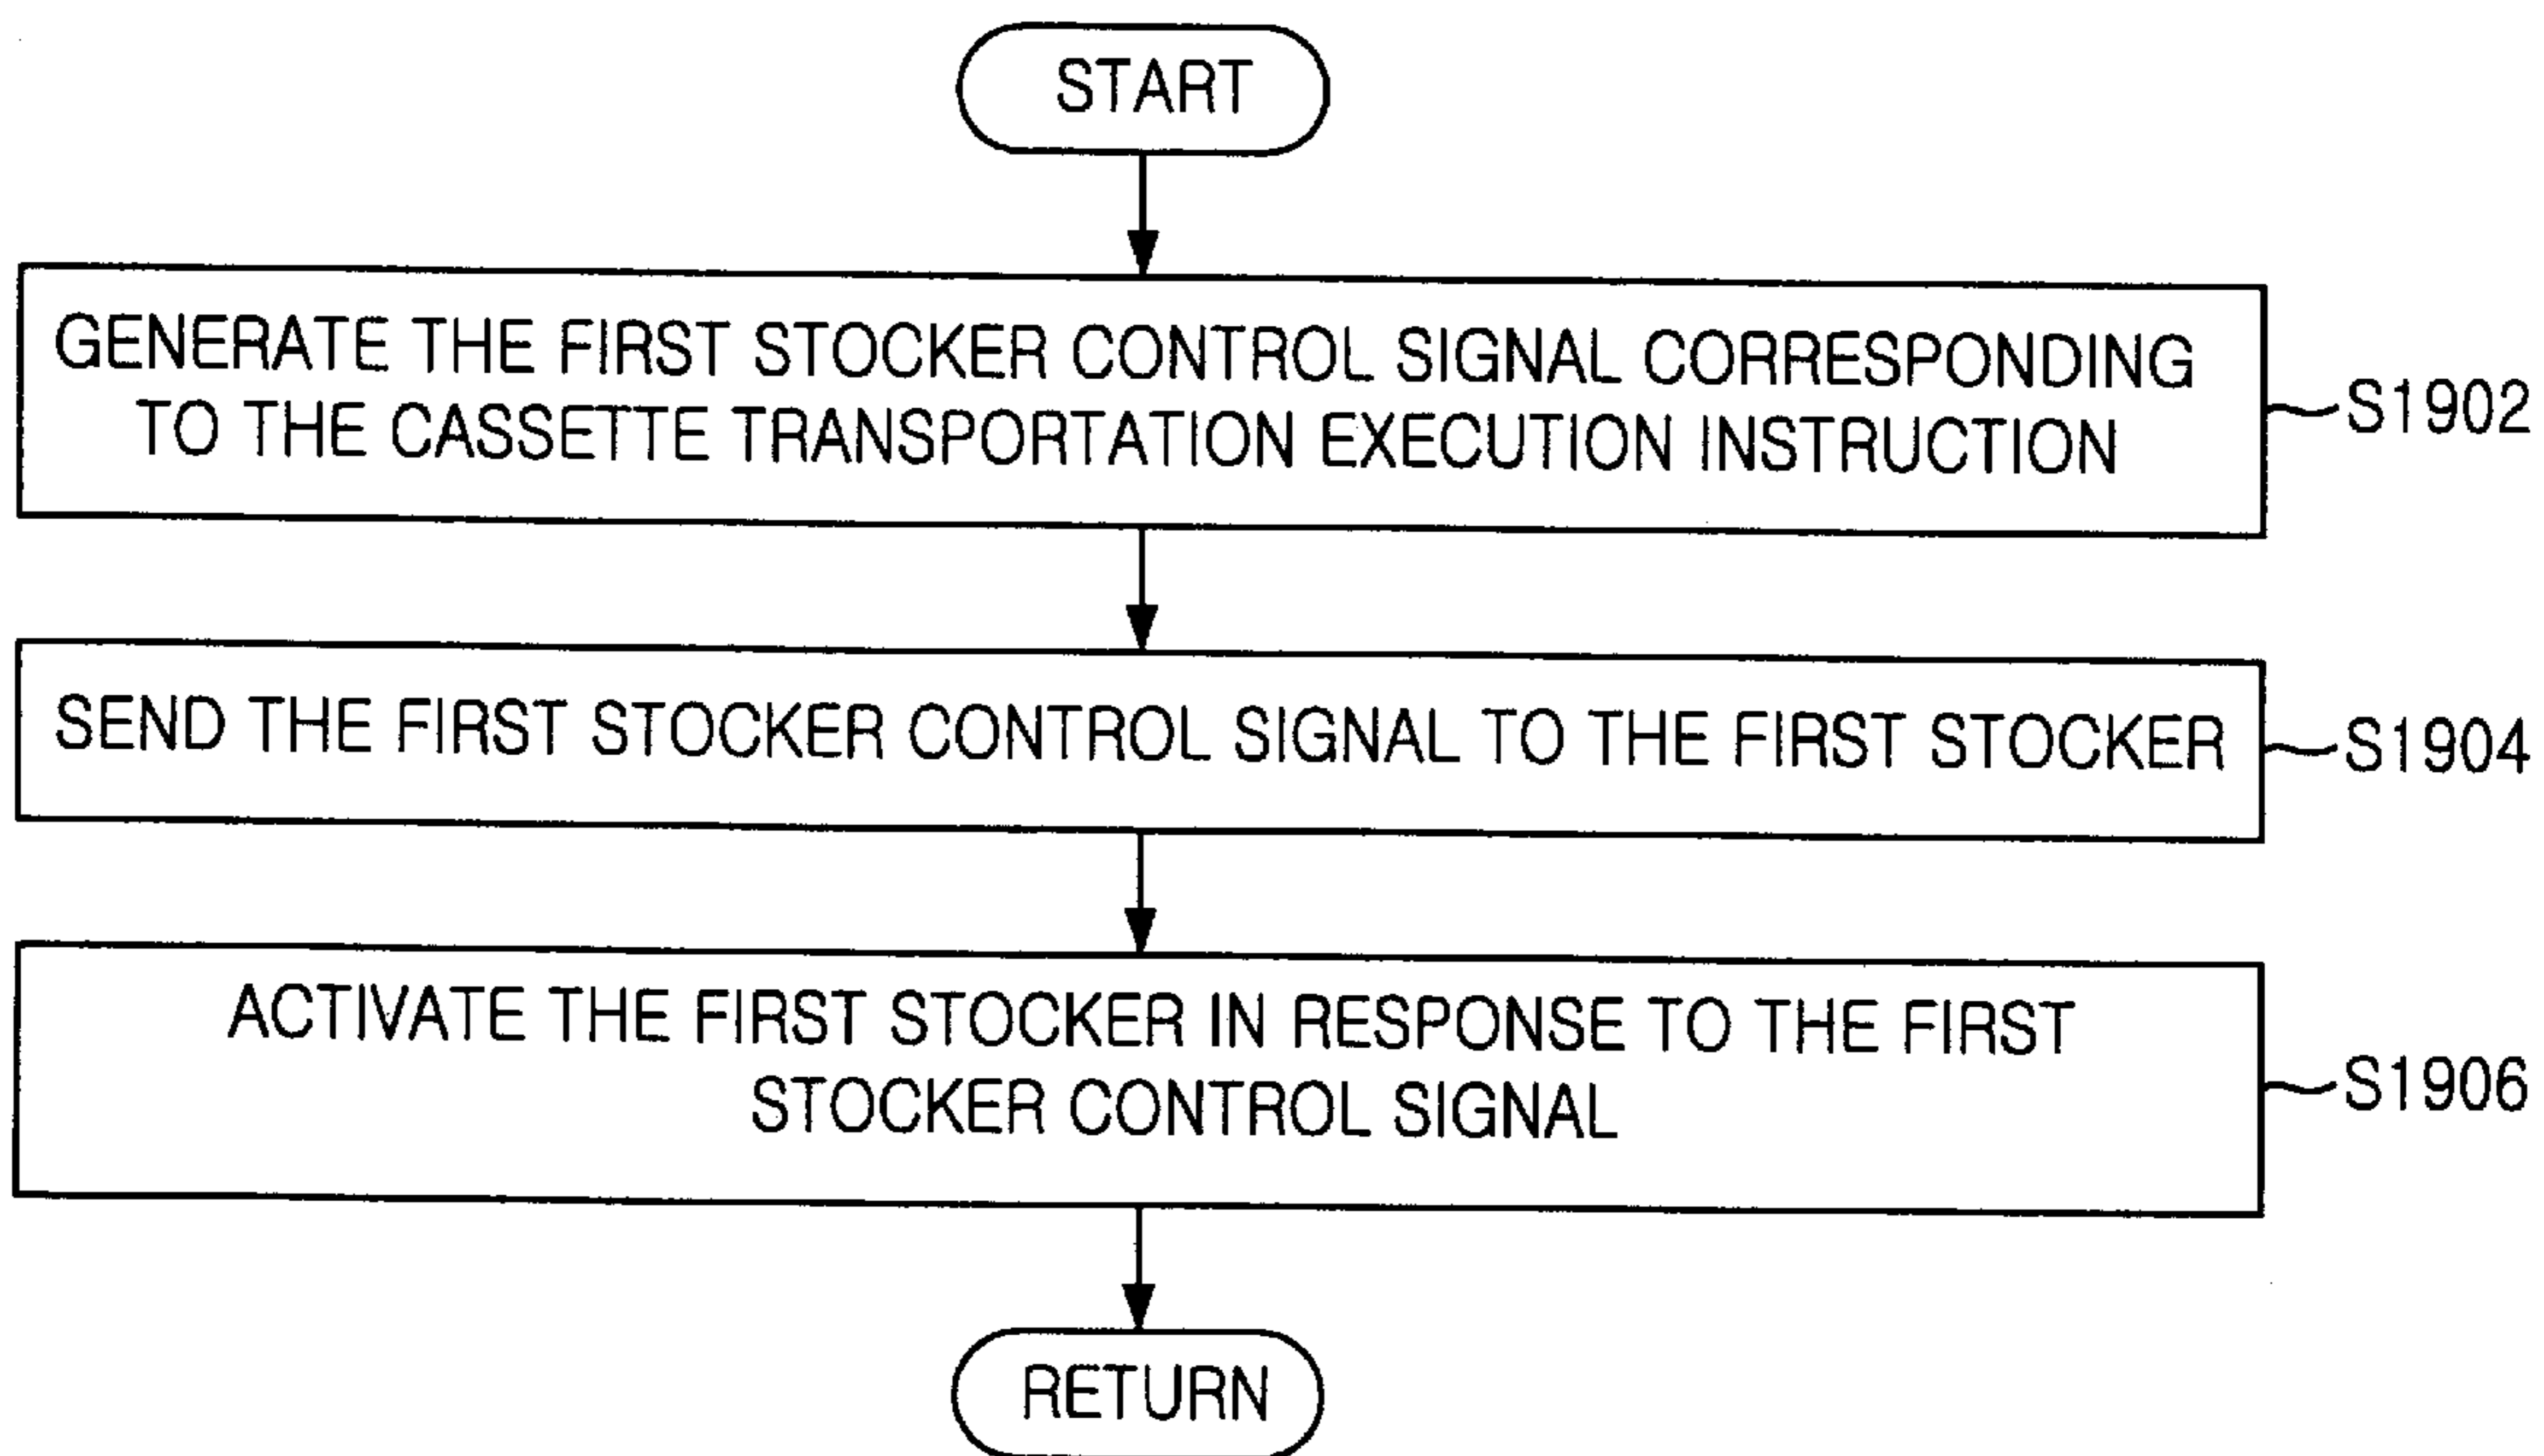 START
GENERATE THE FIRST STOCKER CONTROL SIGNAL CORRESPONDING
TO THE CASSETTE TRANSPORTATION EXECUTION INSTRUCTION
S1902
SEND THE FIRST STOCKER CONTROL SIGNAL TO THE FIRST STOCKER
S1904
ACTIVATE THE FIRST STOCKER IN RESPONSE TO THE FIRST
STOCKER CONTROL SIGNAL
S1906
RETURN